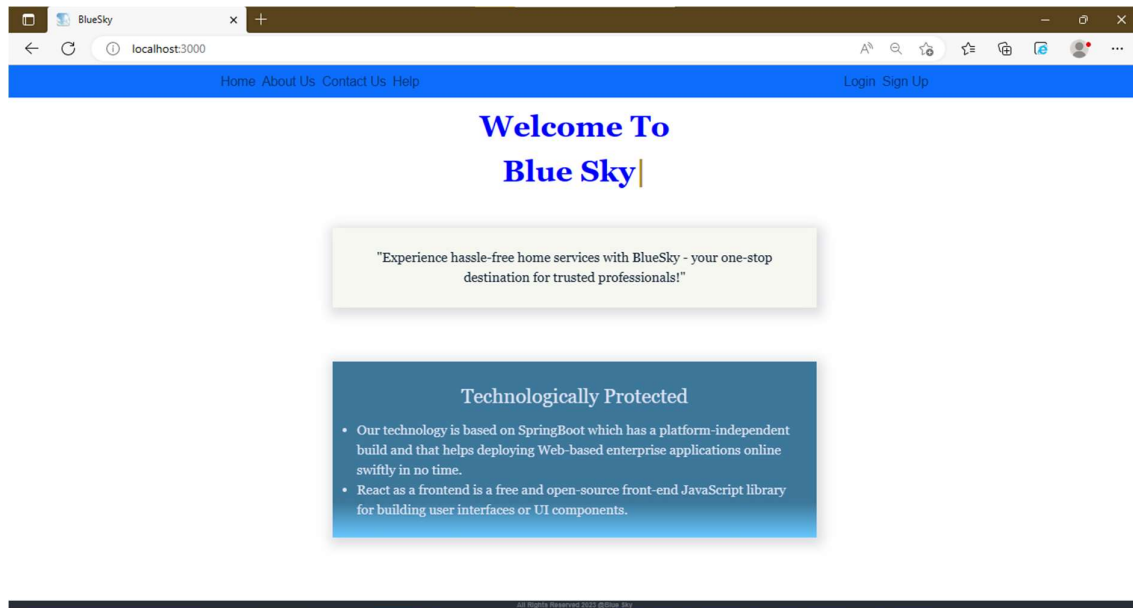 BlueSky
localhost:3000
Home About Us Contact Us Help Login Sign Up
Welcome To
Blue Sky
"Experience hassle-free home services with BlueSky - your one-stop
destination for trusted professionals!"
Technologically Protected
• Our technology is based on SpringBoot which has a platform-independent
build and that helps deploying Web-based enterprise applications online
swiftly in no time.
• React as a frontend is a free and open-source front-end JavaScript library
for building user interfaces or UI components.
All Rights Reserved 2023 @Blue Sky